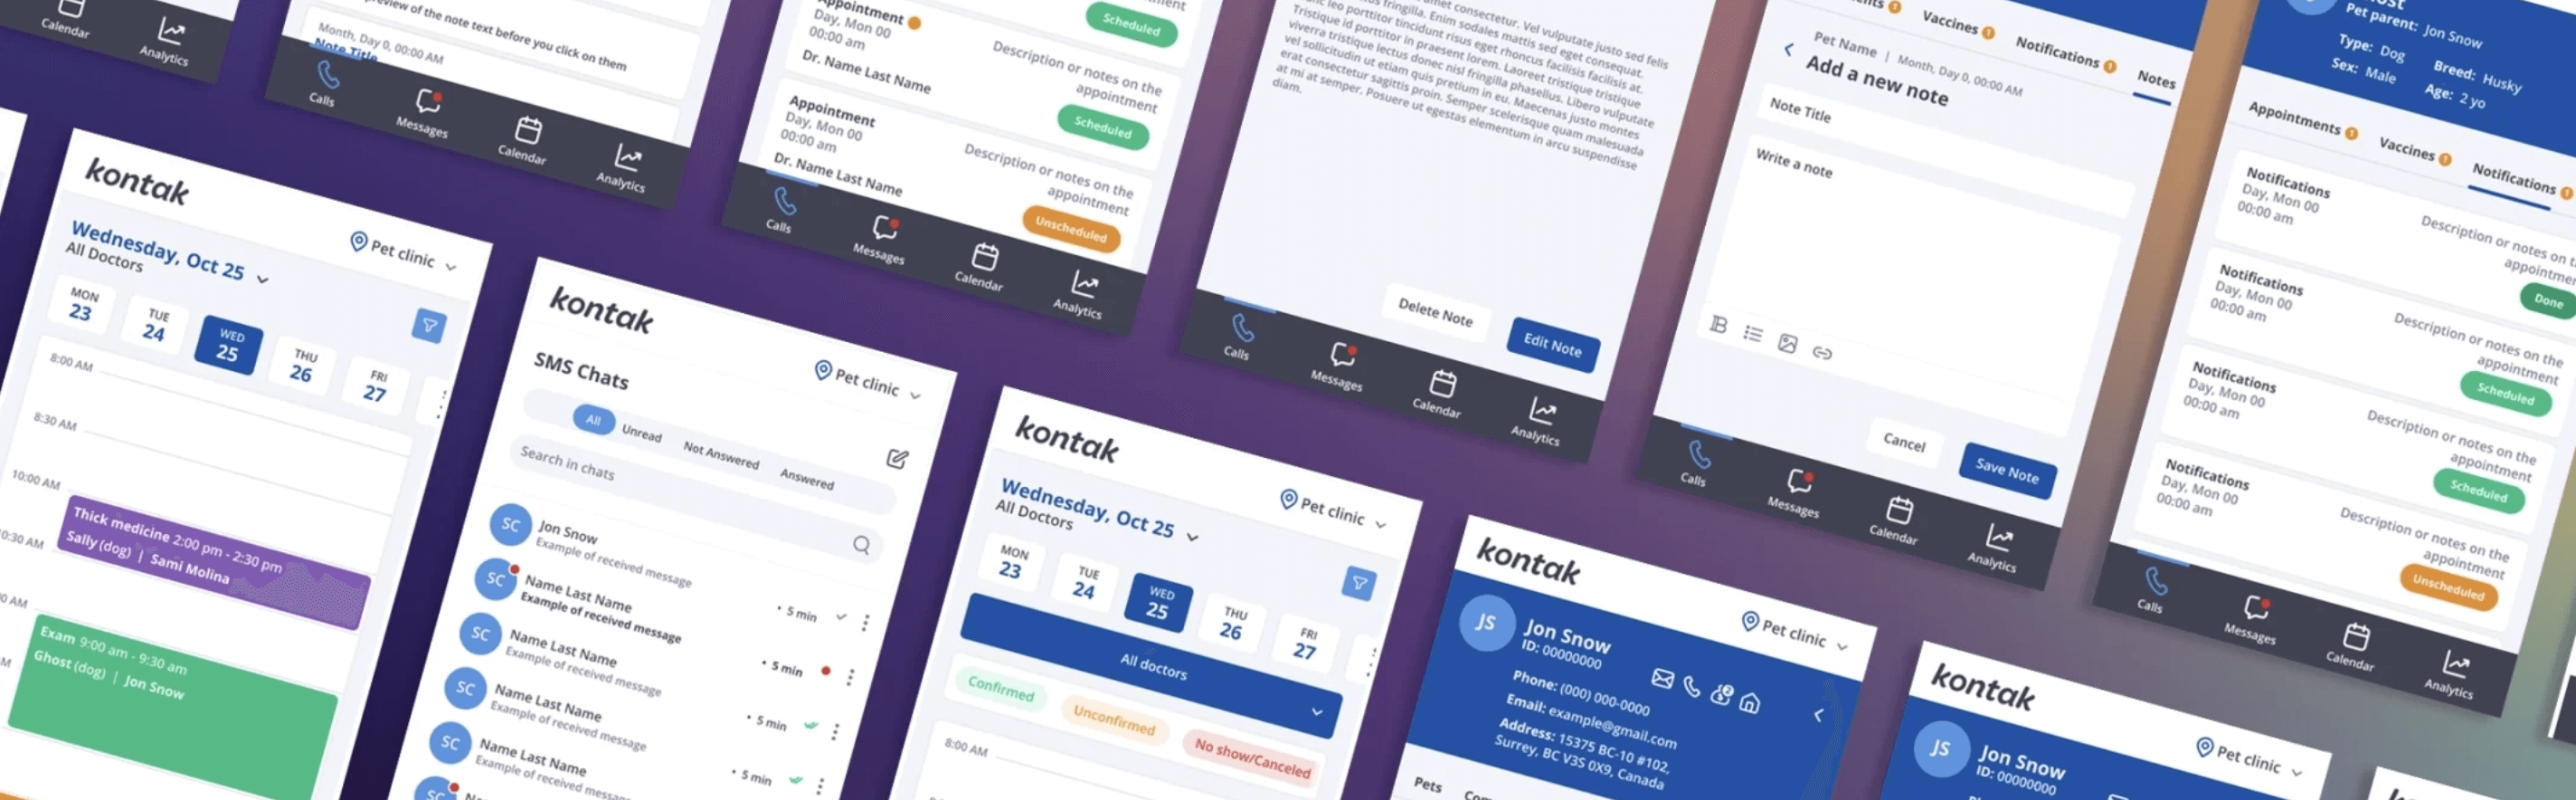 Calendar
Analytics
preview of the note text before you click on them
Month, Day 0, 00:00 AM
Note Title
Calls
Messages
Calendar
Analytics
Appointment
Day, Mon 00
00:00 am
Dr. Name Last Name
Scheduled
Description or notes on the
appointment
Scheduled
Appointment
Day, Mon 00
00:00 am
Dr. Name Last Name
Description or notes on the
appointment
Unscheduled
Calls
Messages
Calendar
Analytics
amet consectetur. Vel vulputate justo sed felis
fringilla. Enim sodales mattis sed eget consequat.
leo porttitor tincidunt risus eget rhoncus facilisis facilisis at.
Tristique id porttitor in praesent lorem. Laoreet tristique tristique
viverra tristique lectus donec nisl fringilla phasellus. Libero vulputate
vel sollicitudin ut etiam quis pretium in eu. Maecenas justo montes
erat consectetur sagittis proin. Semper scelerisque quam malesuada
at mi at semper. Posuere ut egestas elementum in arcu suspendisse
diam.
Delete Note
Edit Note
Calls
Messages
Calendar
Analytics
Vaccines 1
Notifications 1
Notes
Pet Name | Month, Day 0, 00:00 AM
Add a new note
Note Title
Write a note
B
Cancel
Save Note
Calls
Messages
Calendar
Analytics
Pet parent: Jon Snow
Type: Dog
Breed: Husky
Sex: Male
Age: 2 yo
Appointments 1
Vaccines 1
Notifications 1
Notifications
Day, Mon 00
00:00 am
Description or notes on
appointment
Done
Notifications
Day, Mon 00
00:00 am
Description or notes on the
appointment
Scheduled
Notifications
Day, Mon 00
00:00 am
Description or notes on the
appointment
Scheduled
Notifications
Day, Mon 00
00:00 am
Description or notes on the
appointment
Unscheduled
Calls
Messages
Calendar
Analytics
kontak
Pet clinic
Wednesday, Oct 25
All Doctors
MON
23
TUE
24
WED
25
THU
26
FRI
27
8:00 AM
8:30 AM
10:00 AM
Thick medicine 2:00 pm - 2:30 pm
Sally (dog) | Sami Molina
0:30 AM
Exam 9:00 am - 9:30 am
Ghost (dog) | Jon Snow
kontak
Pet clinic
SMS Chats
All
Unread
Not Answered
Answered
Search in chats
SC
Jon Snow
Example of received message
• 5 min
SC
Name Last Name
Example of received message
• 5 min
SC
Name Last Name
Example of received message
• 5 min
SC
Name Last Name
Example of received message
• 5 min
SC
Name Last Name
Example of received message
SC
kontak
Pet clinic
Wednesday, Oct 25
All Doctors
MON
23
TUE
24
WED
25
THU
26
FRI
27
All doctors
Confirmed
Unconfirmed
No show/Canceled
8:00 AM
kontak
Pet clinic
JS
Jon Snow
ID: 00000000
Phone: (000) 000-0000
Email: example@gmail.com
Address: 15375 BC-10 #102,
Surrey, BC V3S 0X9, Canada
2
Pets
kontak
Pet clinic
JS
Jon Snow
ID: 00000000